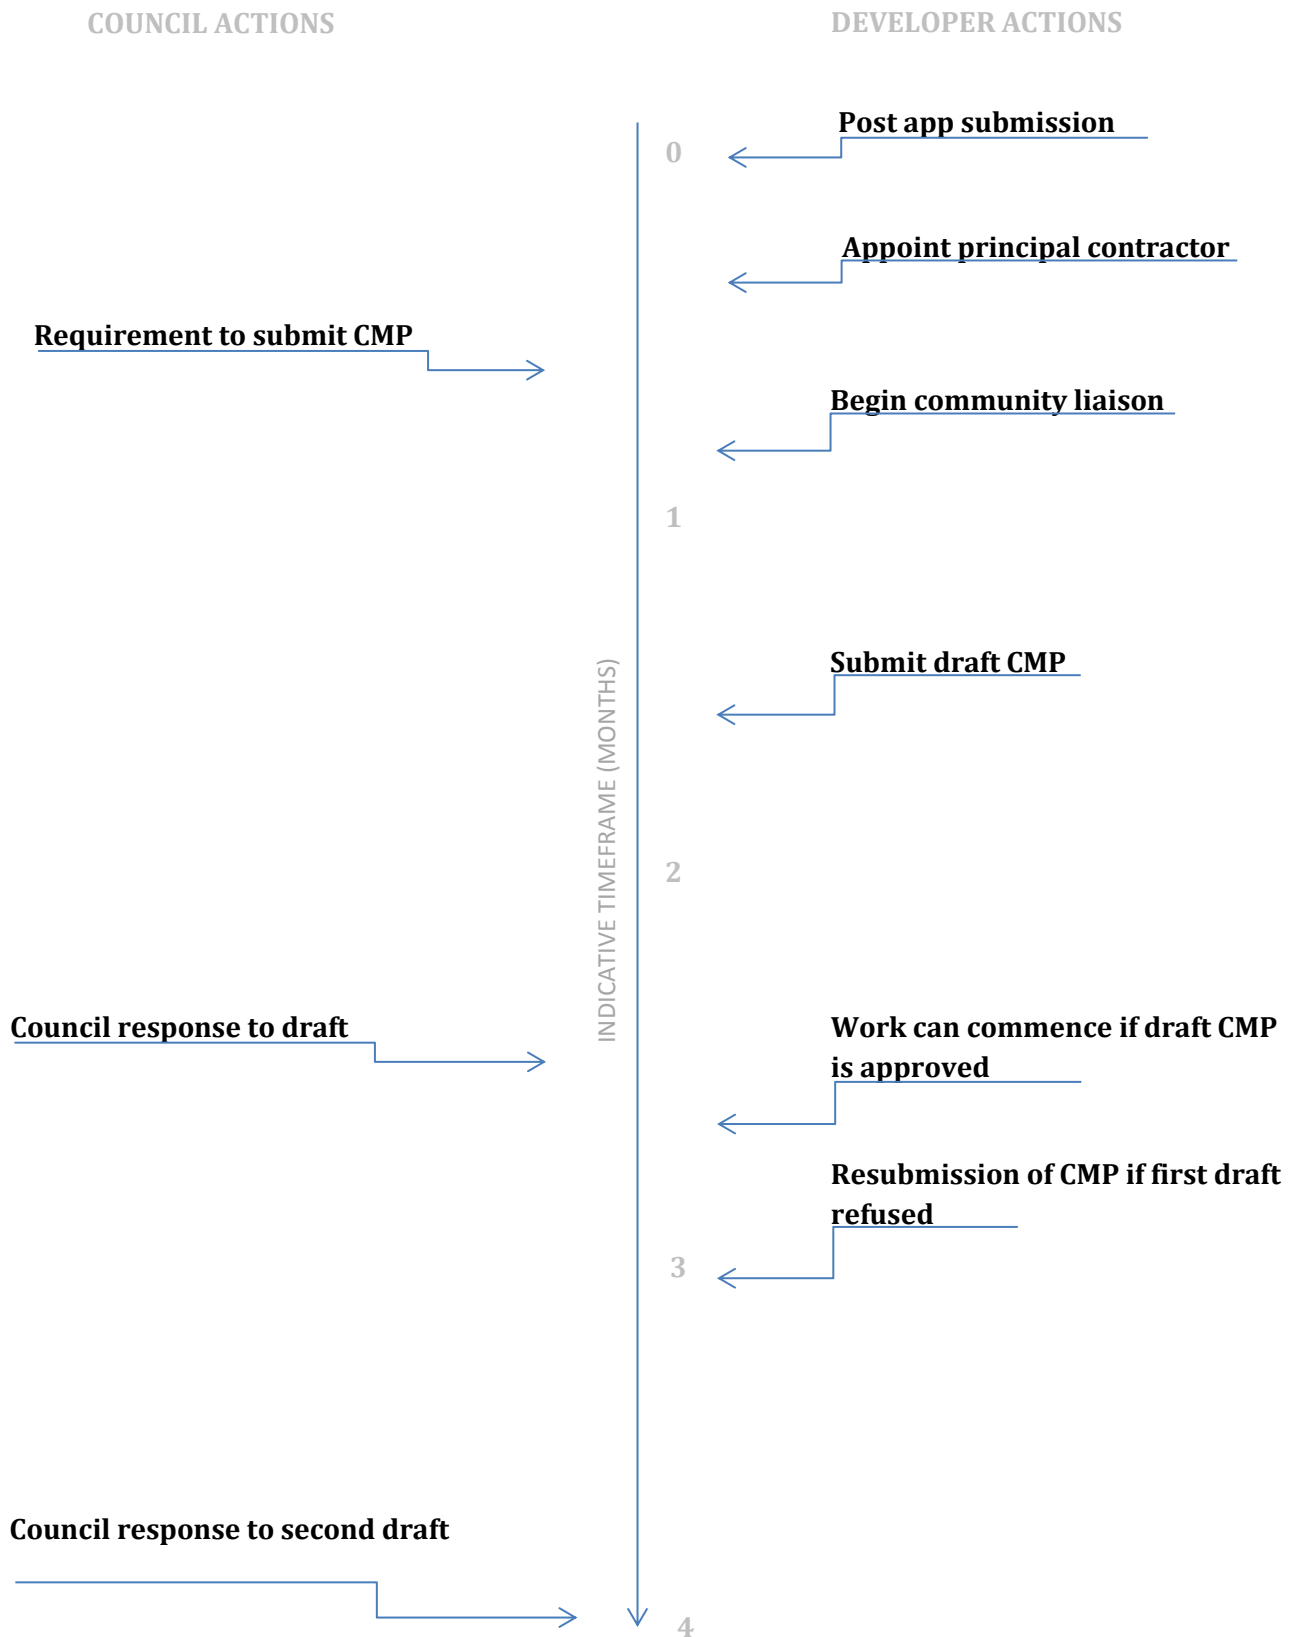 COUNCIL ACTIONS
DEVELOPER ACTIONS
Post app submission
0
Appoint principal contractor
Requirement to submit CMP
Begin community liaison
1
Submit draft CMP
INDICATIVE TIMEFRAME (MONTHS)
2
Council response to draft
Work can commence if draft CMP
is approved
Resubmission of CMP if first draft
refused
3
Council response to second draft
4